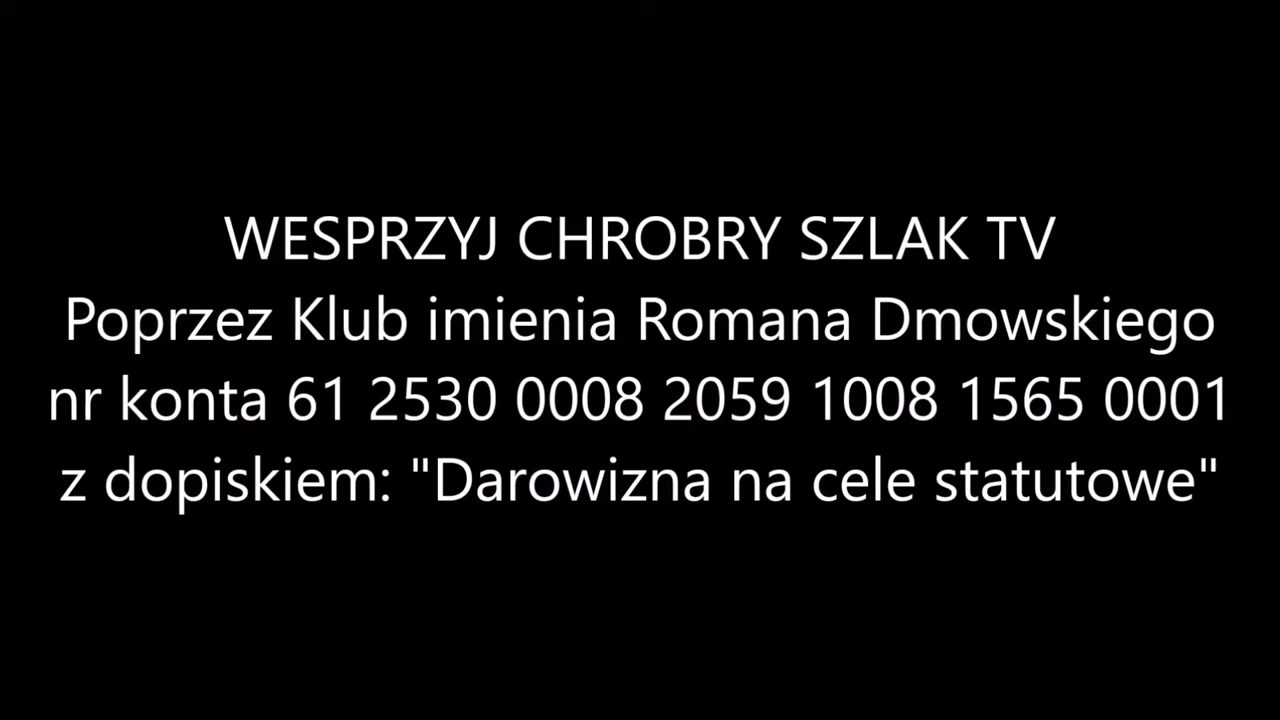 WESPRZYJ CHROBRY SZLAK TV
Poprzez Klub imienia Romana Dmowskiego
nr konta 61 2530 0008 2059 1008 1565 0001
z dopiskiem: "Darowizna na cele statutowe"